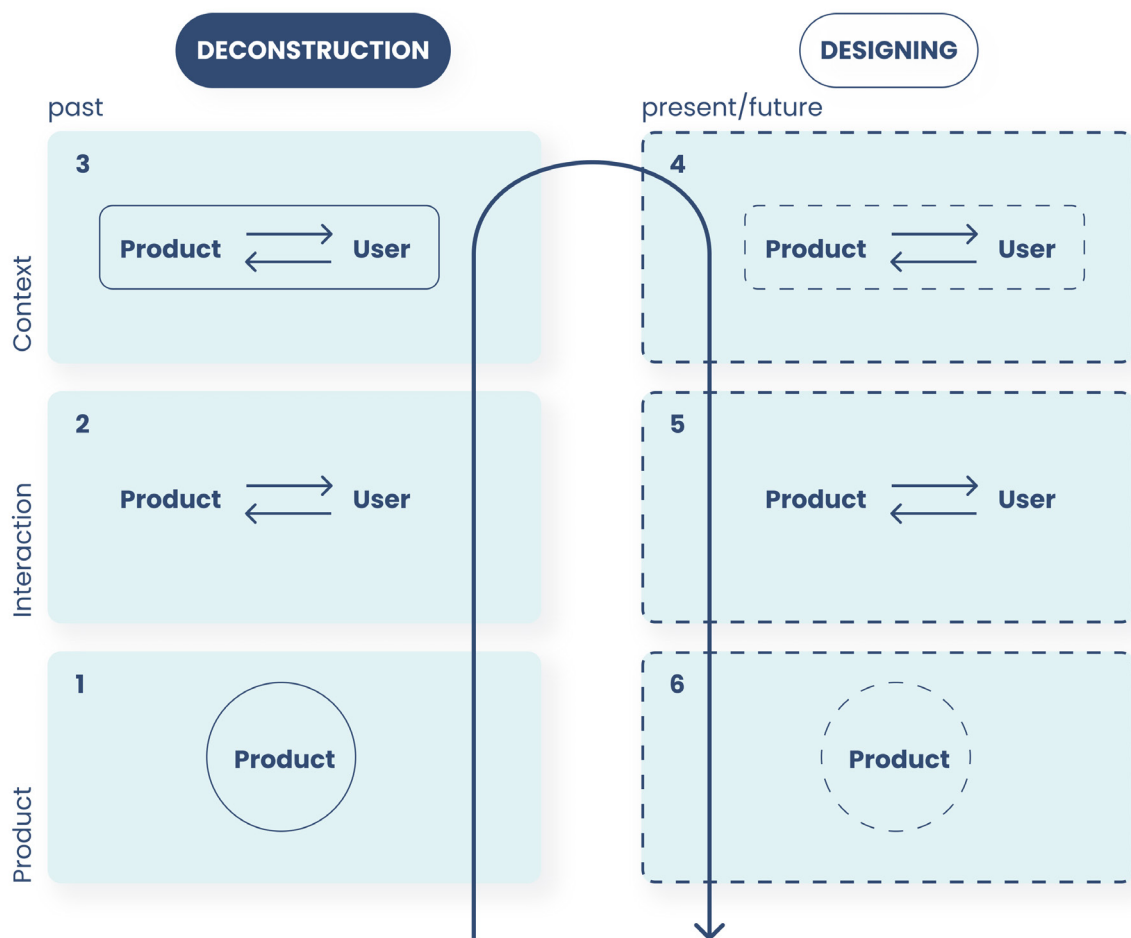 DECONSTRUCTION
DESIGNING
past
present/future
Context
3
Product User
4
Product User
Interaction
2
Product User
5
Product User
Product
1
Product
6
Product